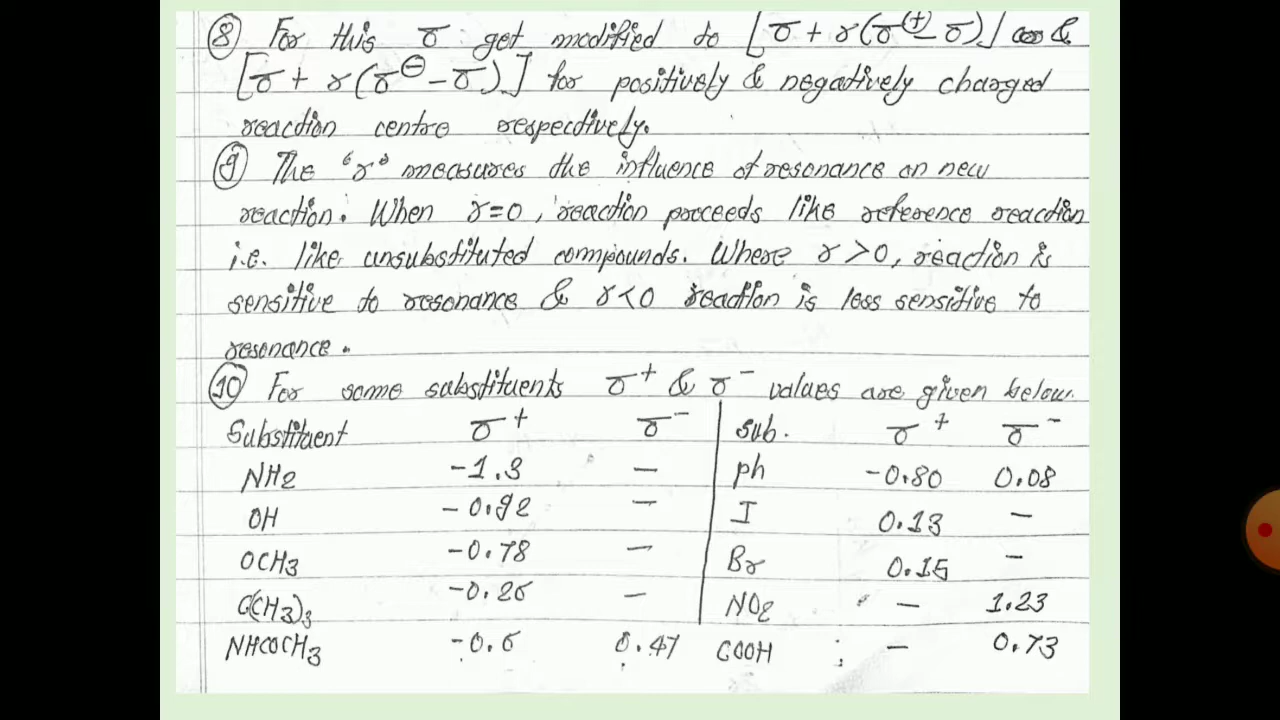 ⑧ For this σ get modified to [σ + r(σ⁽⁺⁾ - σ)] &
[σ + r(σ⊖ - σ)] for positively & negatively charged
reaction centre respectively.
⑨ The 'r' measures the influence of resonance on new
reaction. When r=0, reaction proceeds like reference reaction
i.e. like unsubstituted compounds. Where r>0, reaction is
sensitive to resonance & r<0 reaction is less sensitive to
resonance.
⑩ For some substituents σ⁺ & σ⁻ values are given below.
Substituent σ⁺ σ⁻ Sub. σ⁺ σ⁻
NH2 -1.3 — ph -0.80 0.08
OH -0.92 — I 0.13 —
OCH3 -0.78 — Br 0.15 —
C(CH3)3 -0.26 — NO2 — 1.23
NHCOCH3 -0.6 0.47 COOH — 0.73